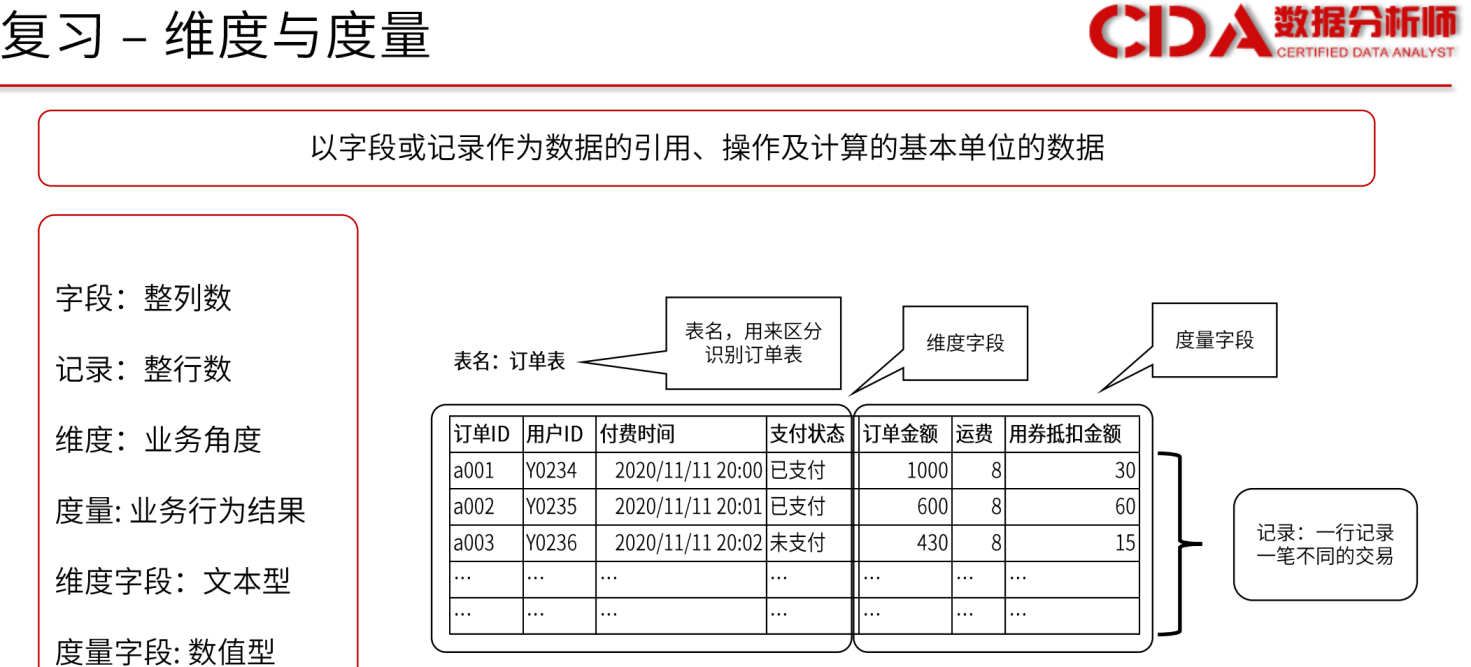 复习 – 维度与度量
CDA 数据分析师
CERTIFIED DATA ANALYST
以字段或记录作为数据的引用、操作及计算的基本单位的数据
字段：整列数
记录：整行数
维度：业务角度
度量: 业务行为结果
维度字段：文本型
度量字段: 数值型
表名：订单表
表名，用来区分
识别订单表
维度字段
度量字段
订单ID 用户ID 付费时间 支付状态 订单金额 运费 用券抵扣金额
a001 Y0234 2020/11/11 20:00 已支付 1000 8 30
a002 Y0235 2020/11/11 20:01 已支付 600 8 60
a003 Y0236 2020/11/11 20:02 未支付 430 8 15
... ... ... ... ... ... ...
... ... ... ... ... ... ...
记录：一行记录
一笔不同的交易